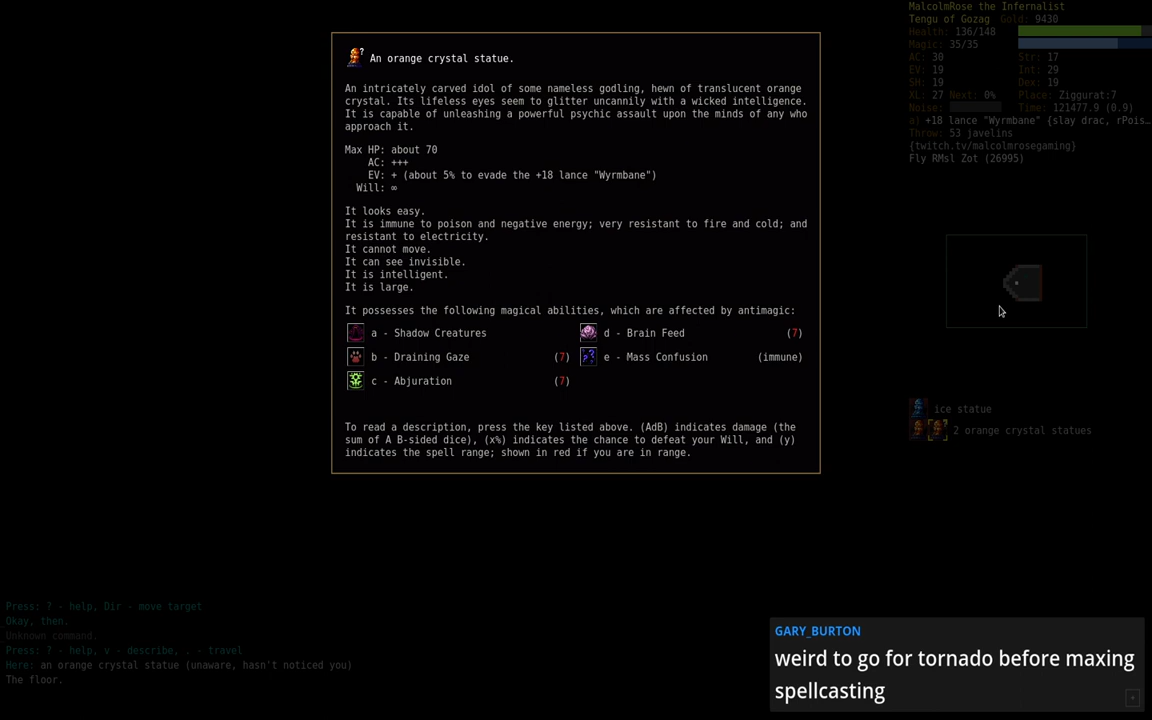 An orange crystal statue.
An intricately carved idol of some nameless godling, hewn of translucent orange
crystal. Its lifeless eyes seem to glitter uncannily with a wicked intelligence.
It is capable of unleashing a powerful psychic assault upon the minds of any who
approach it.
Max HP: about 70
AC: +++
EV: + (about 5% to evade the +18 lance "Wyrmbane")
Will: ∞
It looks easy.
It is immune to poison and negative energy; very resistant to fire and cold; and
resistant to electricity.
It cannot move.
It can see invisible.
It is intelligent.
It is large.
It possesses the following magical abilities, which are affected by antimagic:
a - Shadow Creatures
d - Brain Feed (7)
b - Draining Gaze (7)
e - Mass Confusion (immune)
c - Abjuration (7)
To read a description, press the key listed above. (AdB) indicates damage (the
sum of A B-sided dice), (x%) indicates the chance to defeat your Will, and (y)
indicates the spell range; shown in red if you are in range.
MalcolmRose the Infernalist
Tengu of Gozag Gold: 9430
Health: 136/148
Magic: 35/35
AC: 30 Str: 17
EV: 19 Int: 29
SH: 19 Dex: 19
XL: 27 Next: 0% Place: Ziggurat:7
Noise: Time: 121477.9 (0.9)
a) +18 lance "Wyrmbane" {slay drac, rPois…
Throw: 53 javelins
{twitch.tv/malcolmrosegaming}
Fly RMsl Zot (26995)
ice statue
2 orange crystal statues
Press: ? - help, Dir - move target
Okay, then.
Unknown command.
Press: ? - help, v - describe, . - travel
Here: an orange crystal statue (unaware, hasn't noticed you)
The floor.
GARY_BURTON
weird to go for tornado before maxing
spellcasting